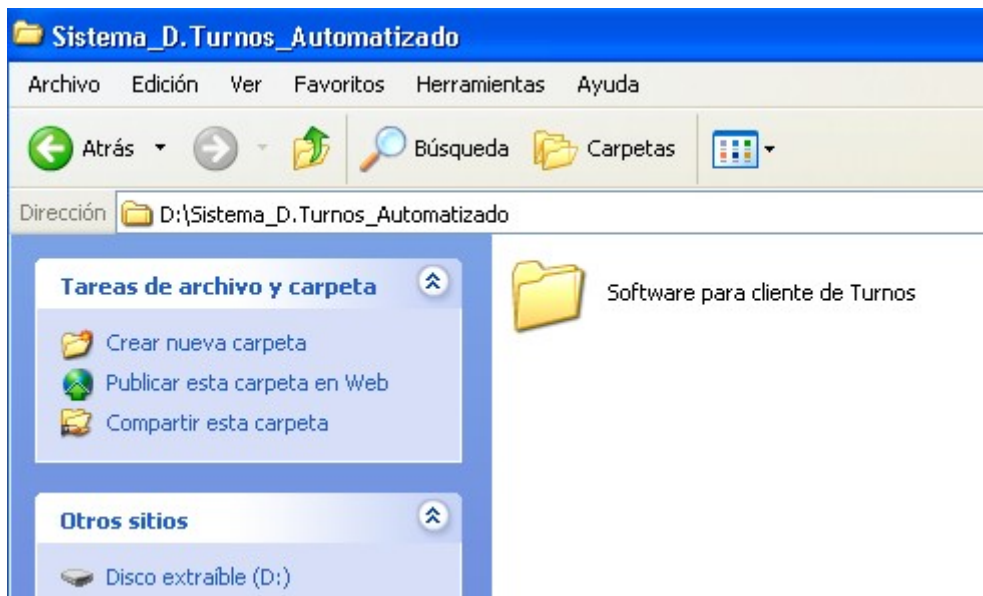 Sistema_D.Turnos_Automatizado
Archivo Edición Ver Favoritos Herramientas Ayuda
Atrás Búsqueda Carpetas
Dirección D:\Sistema_D.Turnos_Automatizado
Tareas de archivo y carpeta
Software para cliente de Turnos
Crear nueva carpeta
Publicar esta carpeta en Web
Compartir esta carpeta
Otros sitios
Disco extraíble (D:)